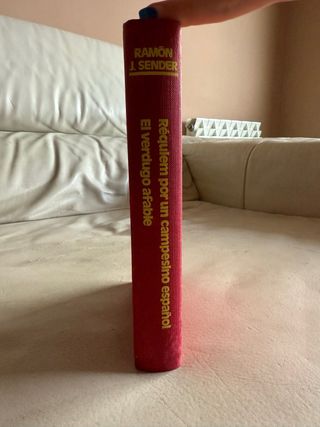 RAMÓN
J. SENDER
Réquiem por un campesino español
El verdugo afable